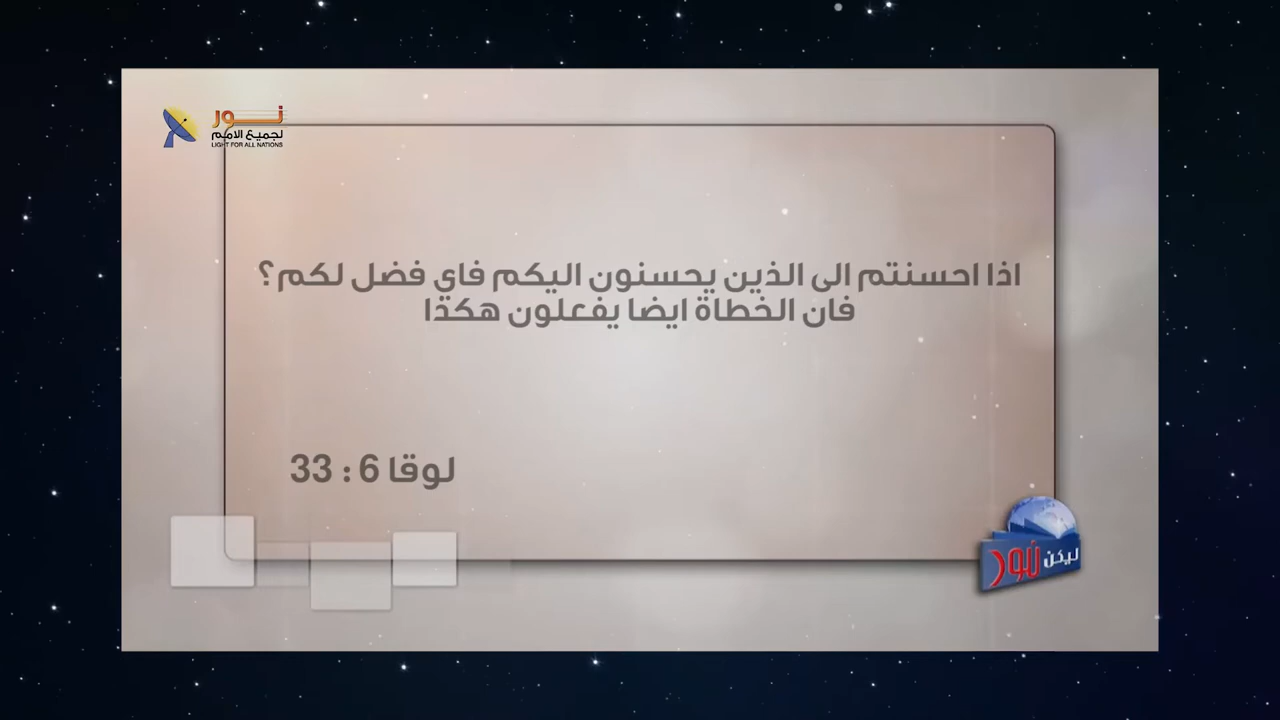 نور
لجميع الامم
LIGHT FOR ALL NATIONS
اذا احسنتم الى الذين يحسنون اليكم فاي فضل لكم؟
فان الخطاة ايضا يفعلون هكذا
لوقا 6 : 33
ليكن نور